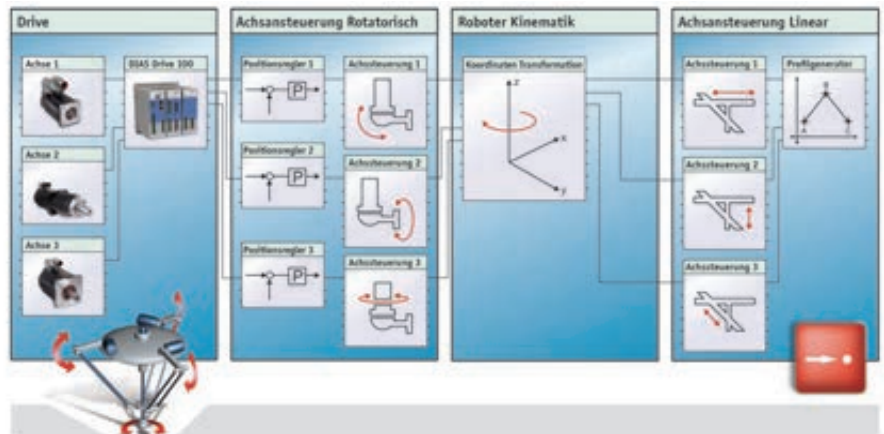 Drive
Achse 1
DIAS Drive 100
Achse 2
Achse 3
Achsansteuerung Rotatorisch
Positionsregler 1
Achssteuerung 1
P
Positionsregler 2
Achssteuerung 2
P
Positionsregler 3
Achssteuerung 3
P
Roboter Kinematik
Koordinaten Transformation
z
x
y
Achsansteuerung Linear
Achssteuerung 1
Profilgenerator
B
A
C
Achssteuerung 2
Achssteuerung 3